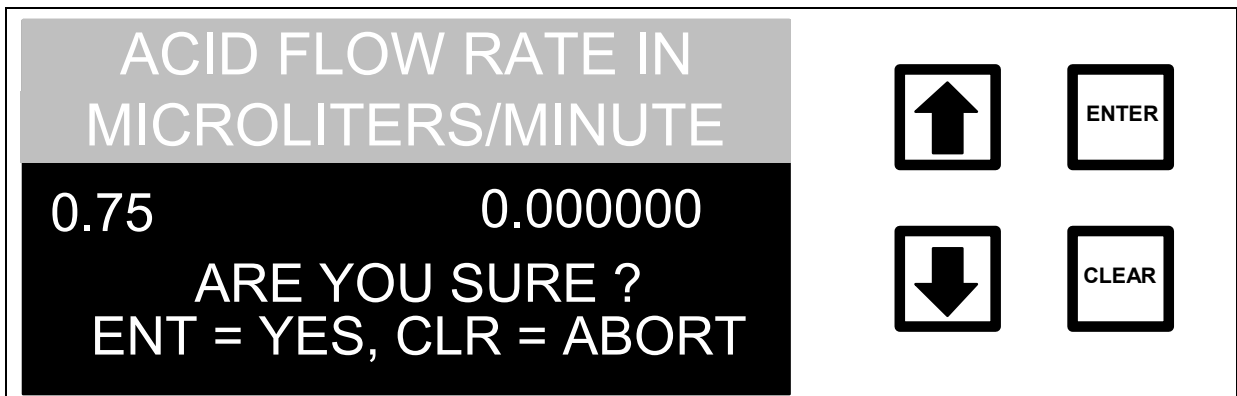 ACID FLOW RATE IN
MICROLITERS/MINUTE
0.75 0.000000
ARE YOU SURE ?
ENT = YES, CLR = ABORT
ENTER
CLEAR